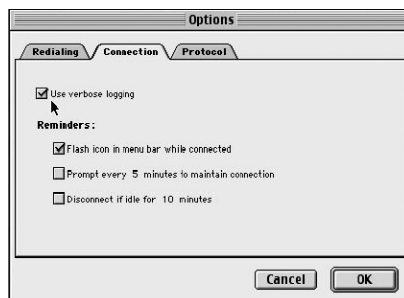 Options
Redialing Connection Protocol
Use verbose logging
Reminders:
Flash icon in menu bar while connected
Prompt every 5 minutes to maintain connection
Disconnect if idle for 10 minutes
Cancel OK